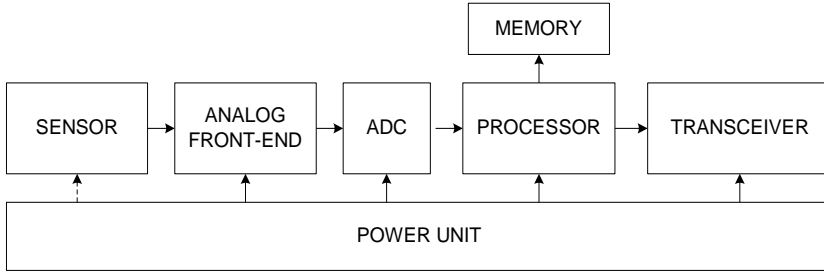 MEMORY
SENSOR
ANALOG
FRONT-END
ADC
PROCESSOR
TRANSCEIVER
POWER UNIT